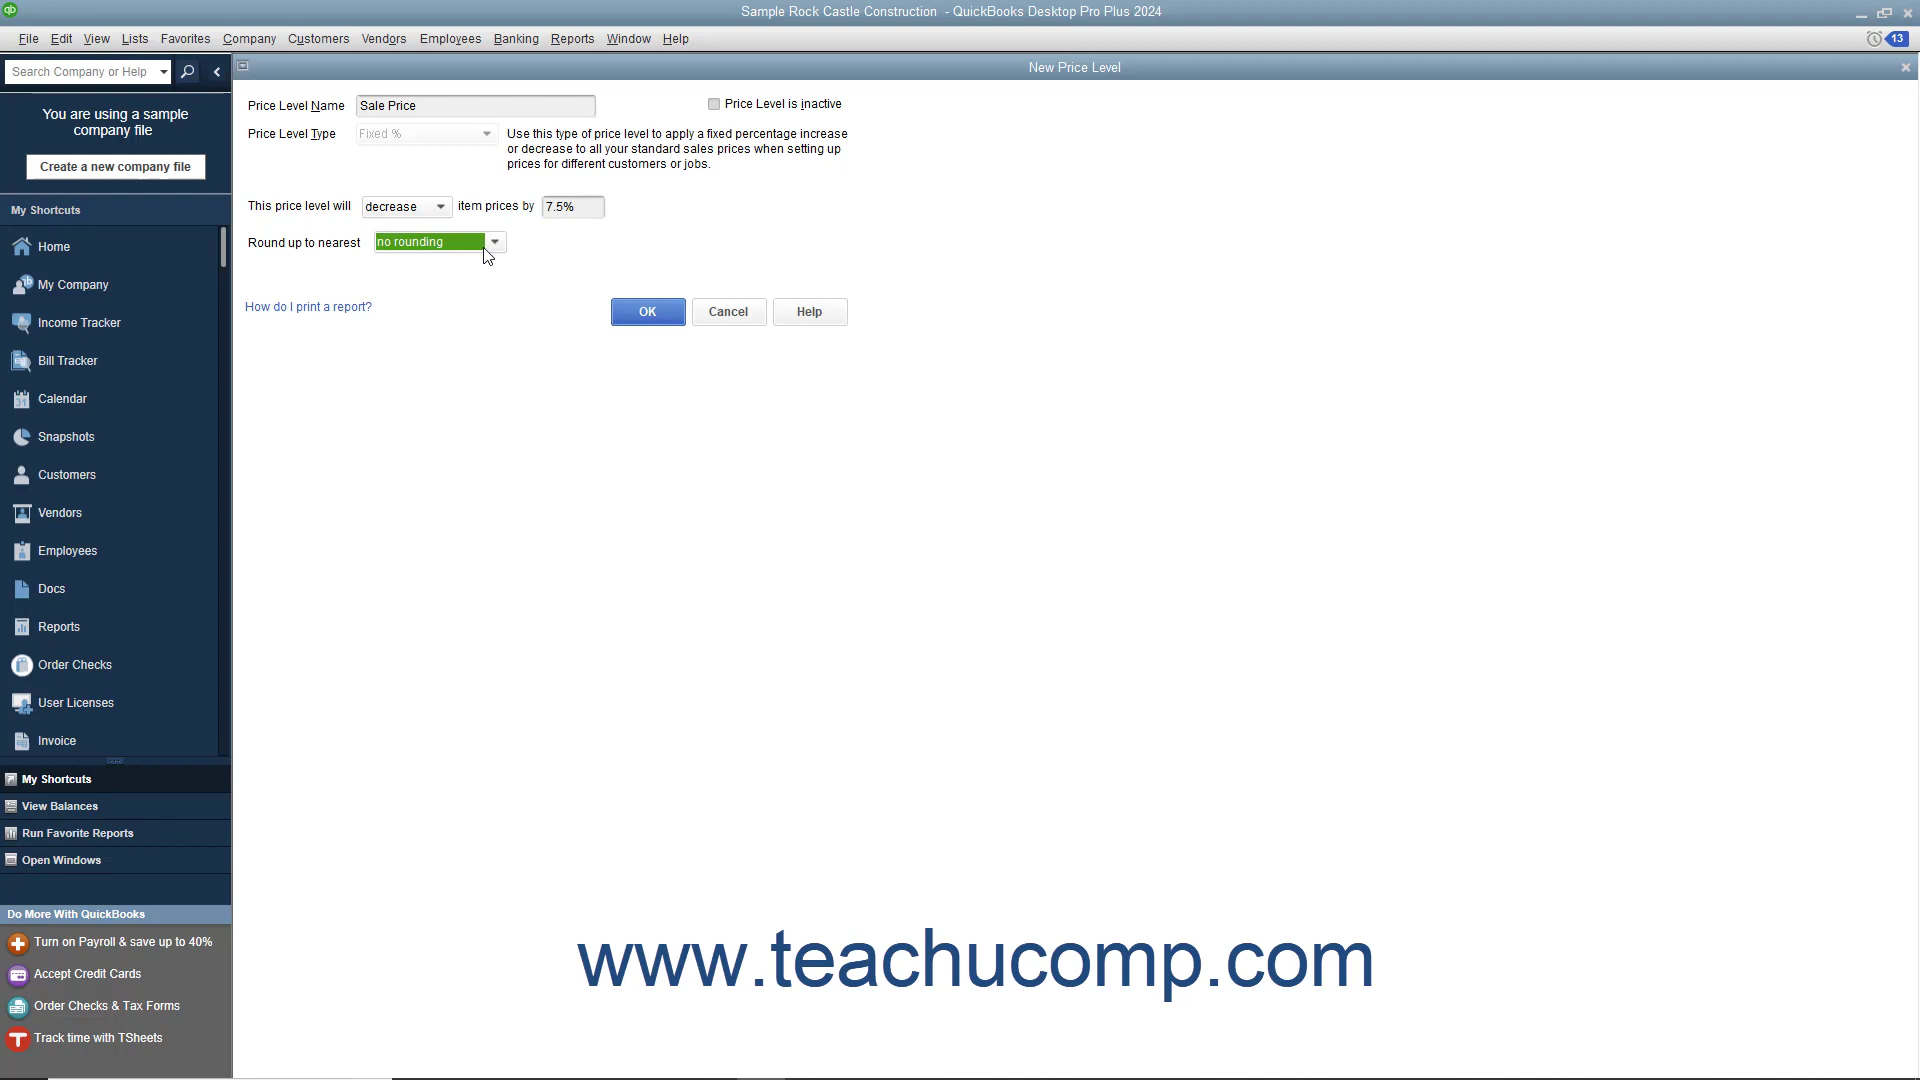 Sample Rock Castle Construction - QuickBooks Desktop Pro Plus 2024
File Edit View Lists Favorites Company Customers Vendors Employees Banking Reports Window Help
13
Search Company or Help
New Price Level
You are using a sample
company file
Create a new company file
My Shortcuts
Home
My Company
Income Tracker
Bill Tracker
Calendar
Snapshots
Customers
Vendors
Employees
Docs
Reports
Order Checks
User Licenses
Invoice
My Shortcuts
View Balances
Run Favorite Reports
Open Windows
Do More With QuickBooks
Turn on Payroll & save up to 40%
Accept Credit Cards
Order Checks & Tax Forms
Track time with TSheets
Price Level Name Sale Price
Price Level is inactive
Price Level Type Fixed %
Use this type of price level to apply a fixed percentage increase
or decrease to all your standard sales prices when setting up
prices for different customers or jobs.
This price level will decrease item prices by 7.5%
Round up to nearest no rounding
How do I print a report?
OK Cancel Help
www.teachucomp.com